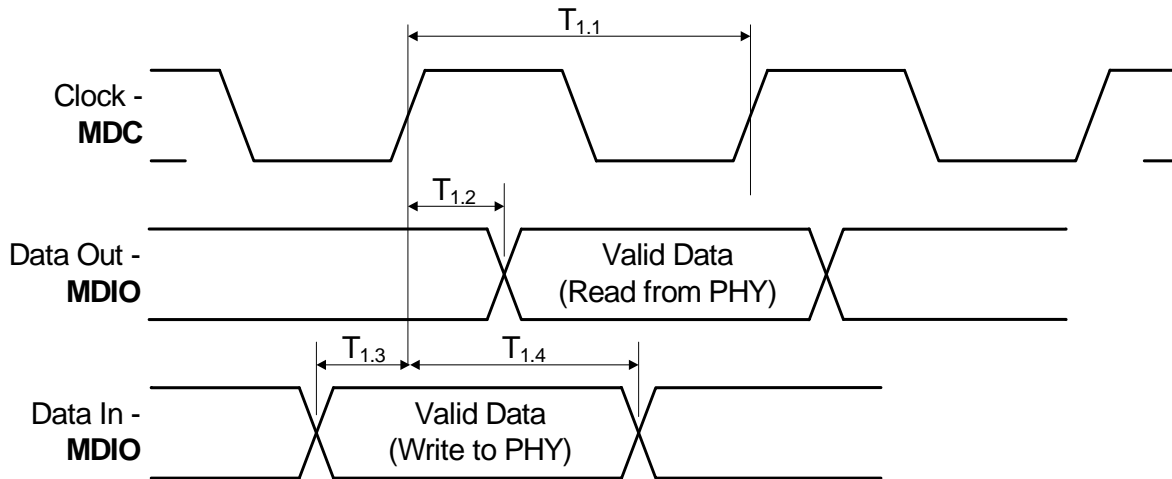 T1.1
Clock -
MDC
T1.2
Data Out -
MDIO
Valid Data
(Read from PHY)
T1.3
T1.4
Data In -
MDIO
Valid Data
(Write to PHY)